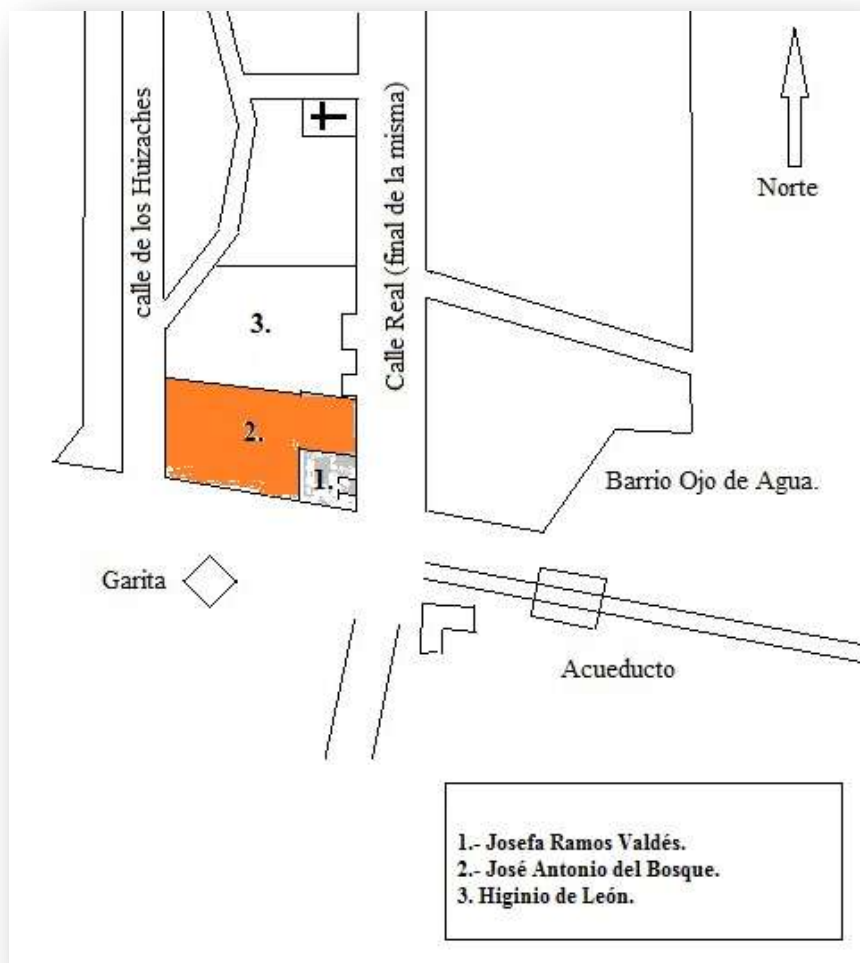 calle de los Huizaches
Calle Real (final de la misma)
Norte
3.
2.
1.
Barrio Ojo de Agua.
Garita
Acueducto
1.- Josefa Ramos Valdés.
2.- José Antonio del Bosque.
3. Higinio de León.